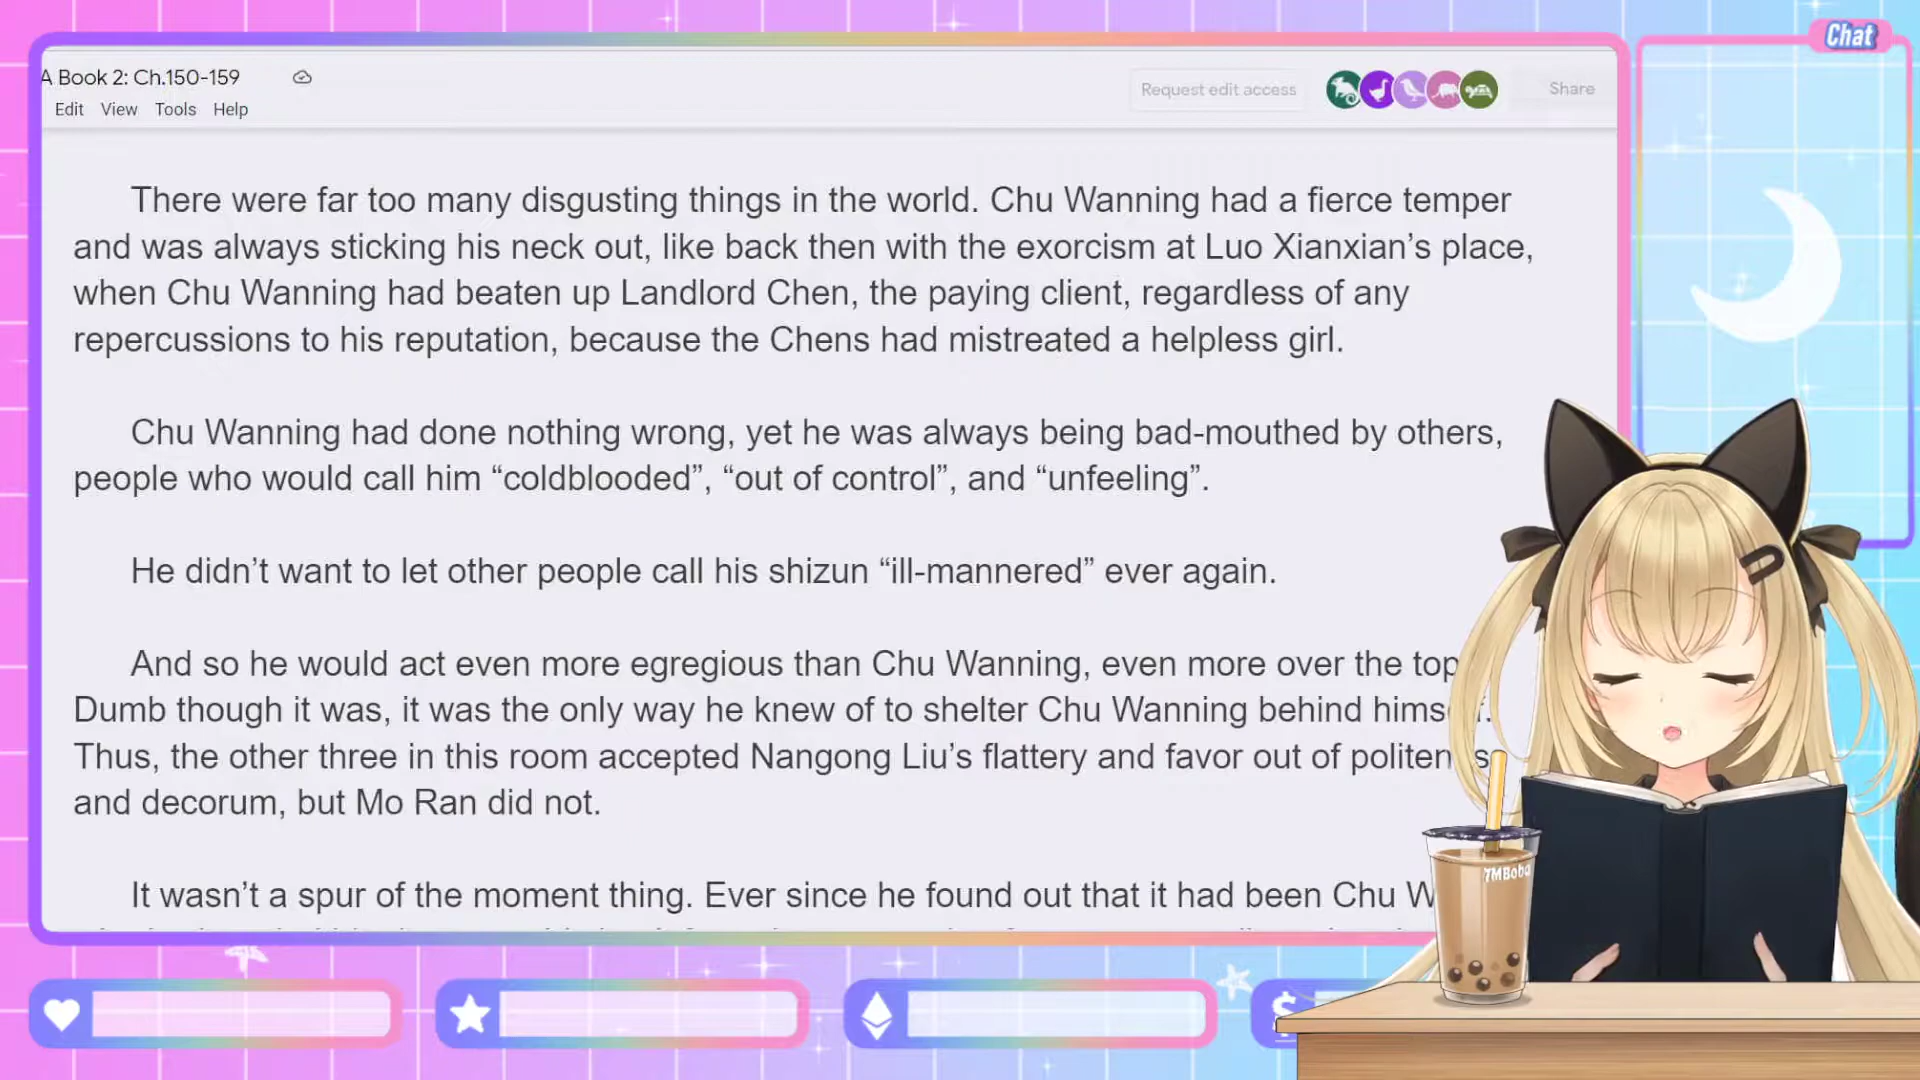 Chat
A Book 2: Ch.150-159
Request edit access
Share
Edit View Tools Help
There were far too many disgusting things in the world. Chu Wanning had a fierce temper
and was always sticking his neck out, like back then with the exorcism at Luo Xianxian’s place,
when Chu Wanning had beaten up Landlord Chen, the paying client, regardless of any
repercussions to his reputation, because the Chens had mistreated a helpless girl.
Chu Wanning had done nothing wrong, yet he was always being bad-mouthed by others,
people who would call him “coldblooded”, “out of control”, and “unfeeling”.
He didn’t want to let other people call his shizun “ill-mannered” ever again.
And so he would act even more egregious than Chu Wanning, even more over the top
Dumb though it was, it was the only way he knew of to shelter Chu Wanning behind
Thus, the other three in this room accepted Nangong Liu’s flattery and favor out of
and decorum, but Mo Ran did not.
It wasn’t a spur of the moment thing. Ever since he found out that it had been Chu
7MBoba